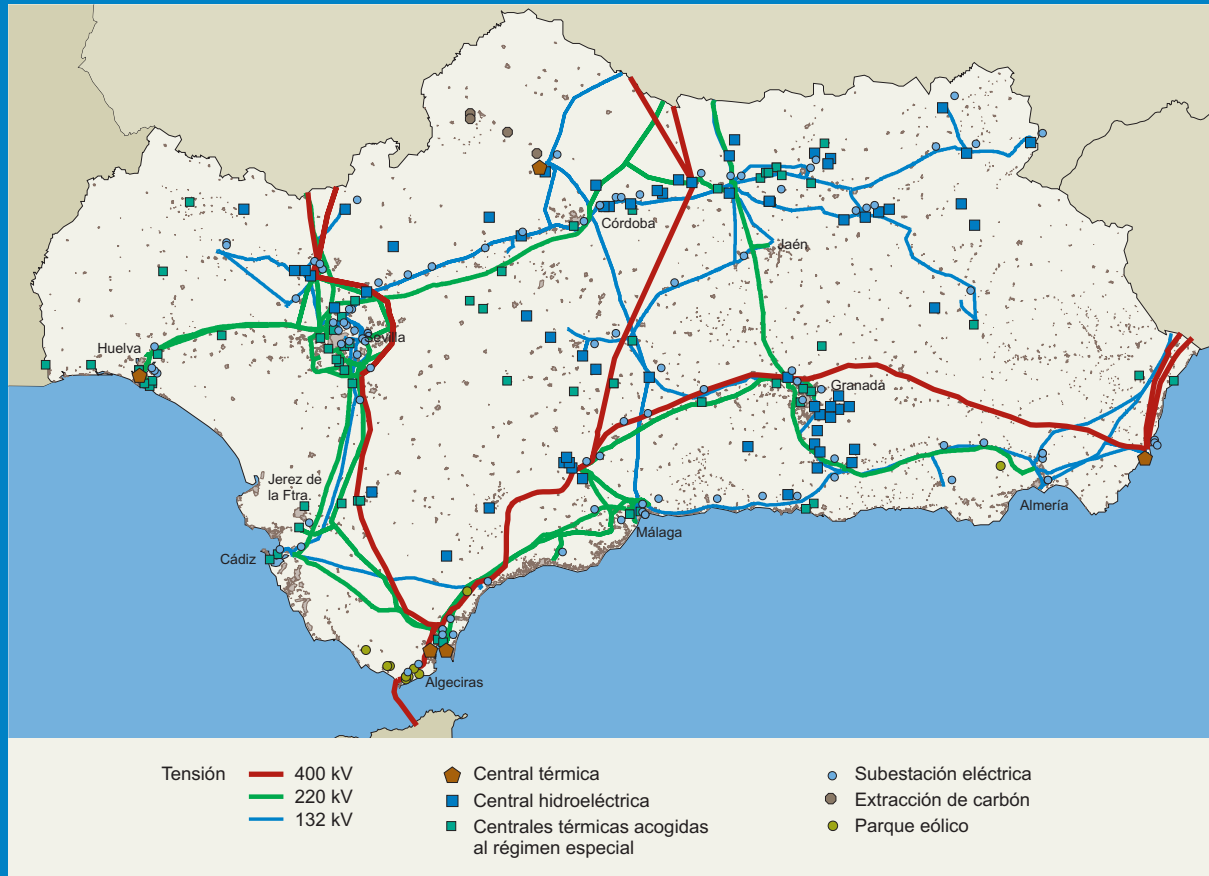 Córdoba
Jaén
Sevilla
Huelva
Granada
Jerez de
la Ftra.
Almería
Málaga
Cádiz
Algeciras
Tensión
400 kV
220 kV
132 kV
Central térmica
Central hidroeléctrica
Centrales térmicas acogidas
al régimen especial
Subestación eléctrica
Extracción de carbón
Parque eólico